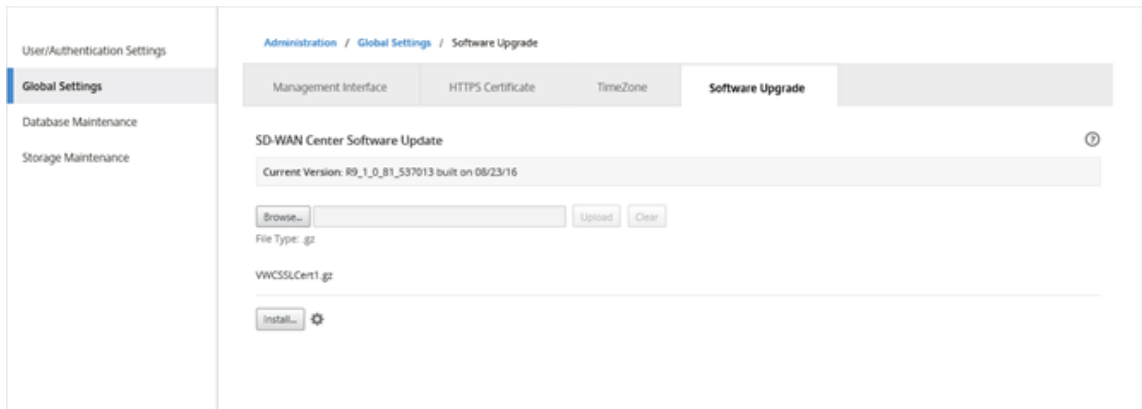 User/Authentication Settings
Global Settings
Database Maintenance
Storage Maintenance
Administration / Global Settings / Software Upgrade
Management Interface HTTPS Certificate TimeZone Software Upgrade
SD-WAN Center Software Update ?
Current Version: R9_1_0_81_537013 built on 08/23/16
Browse... Upload Clear
File Type: .gz
VWCSSLCert1.gz
Install...